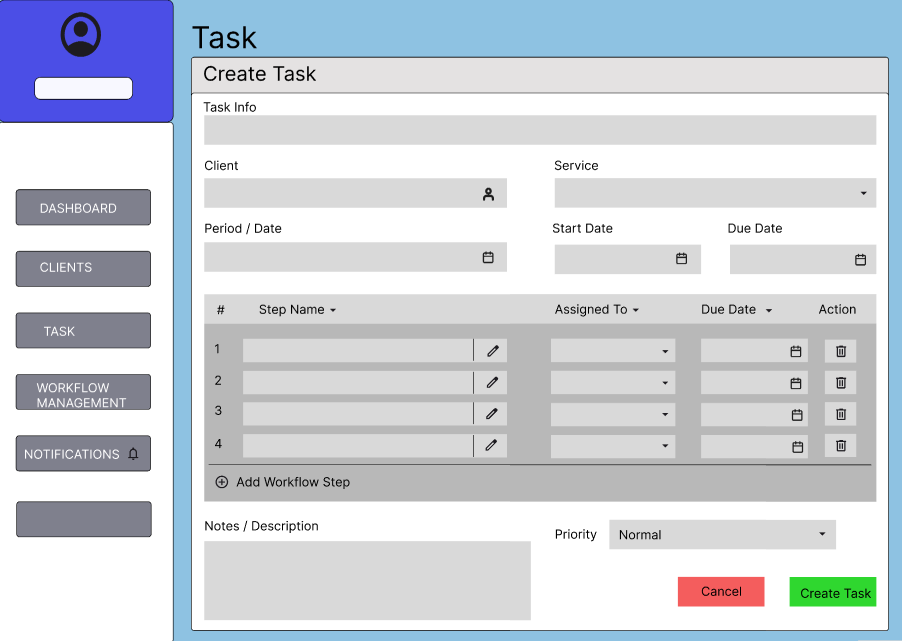 Task
Create Task
Task Info
Client
Service
Period / Date
Start Date
Due Date
DASHBOARD
CLIENTS
TASK
WORKFLOW
MANAGEMENT
NOTIFICATIONS
# Step Name Assigned To Due Date Action
1
2
3
4
Add Workflow Step
Notes / Description
Priority Normal
Cancel
Create Task